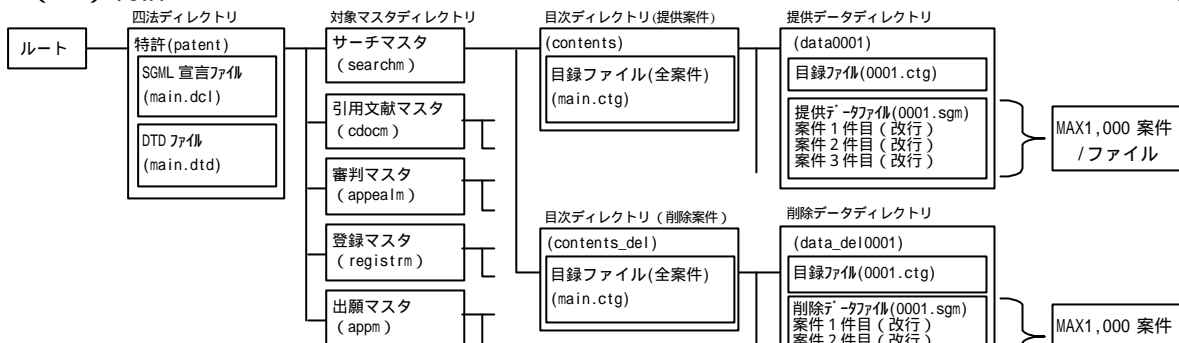 四法ディレクトリ
対象マスタディレクトリ
目次ディレクトリ(提供案件)
提供データディレクトリ
ルート
特許(patent)
SGML 宣言ファイル
(main.dcl)
DTD ファイル
(main.dtd)
サーチマスタ
(searchm)
引用文献マスタ
(cdocm)
審判マスタ
(appealm)
登録マスタ
(registrm)
出願マスタ
(appm)
(contents)
目録ファイル(全案件)
(main.ctg)
(data0001)
目録ファイル(0001.ctg)
提供データファイル(0001.sgm)
案件1件目(改行)
案件2件目(改行)
案件3件目(改行)
MAX1,000 案件
/ファイル
目次ディレクトリ(削除案件)
削除データディレクトリ
(contents_del)
目録ファイル(全案件)
(main.ctg)
(data_del0001)
目録ファイル(0001.ctg)
削除データファイル(0001.sgm)
案件1件目(改行)
案件2件目(改行)
MAX1,000 案件